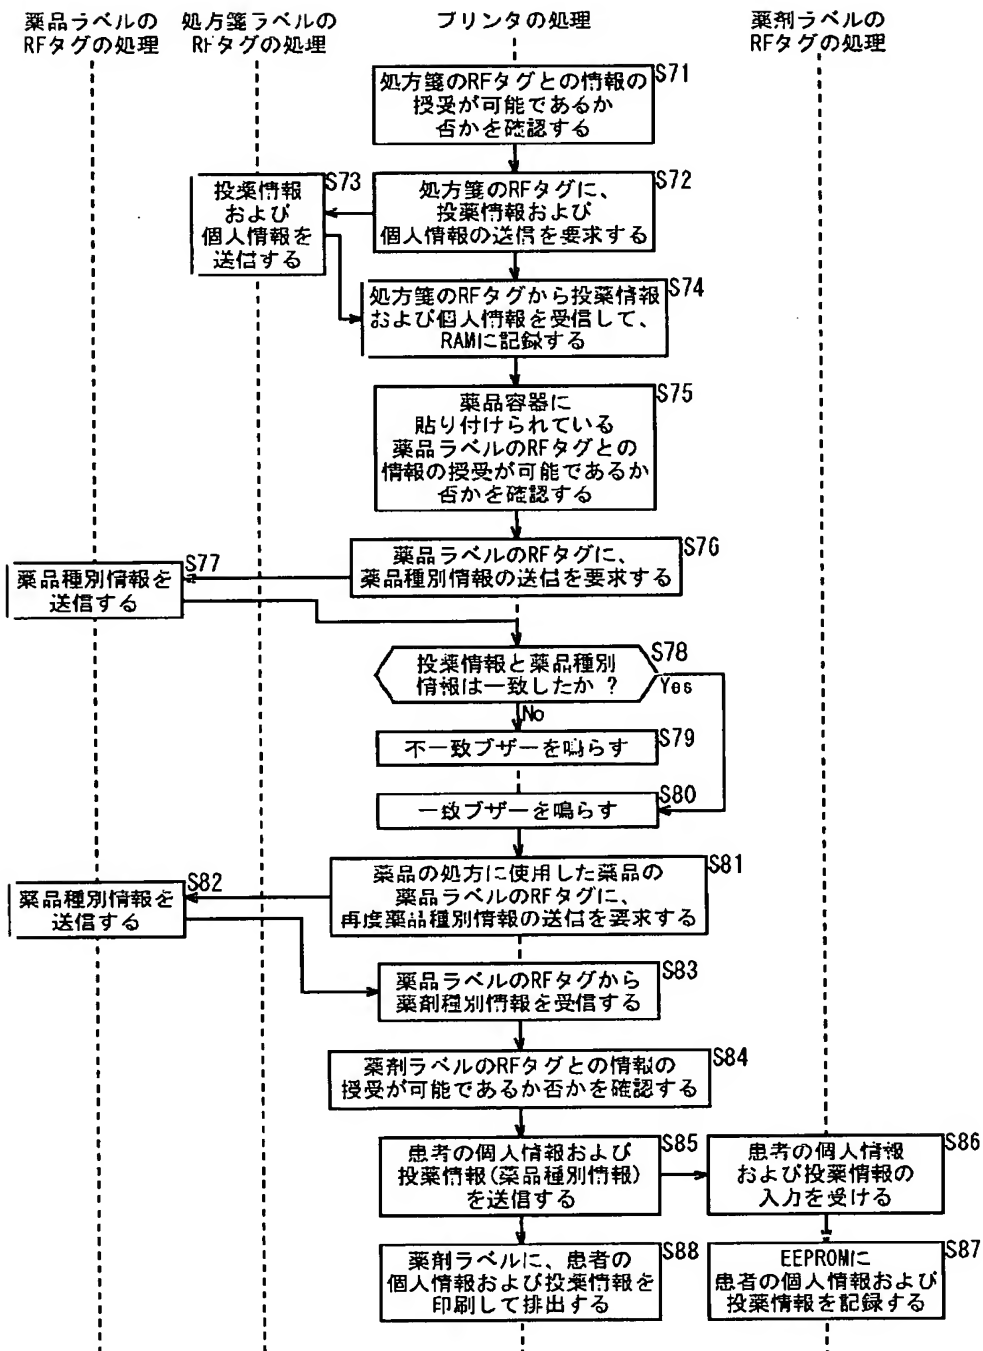 薬品ラベルの
RFタグの処理
処方箋ラベルの
RFタグの処理
プリンタの処理
薬剤ラベルの
RFタグの処理
S71
処方箋のRFタグとの情報の
授受が可能であるか
否かを確認する
S72
処方箋のRFタグに、
投薬情報および
個人情報の送信を要求する
S73
投薬情報
および
個人情報を
送信する
S74
処方箋のRFタグから投薬情報
および個人情報を受信して、
RAMに記録する
S75
薬品容器に
貼り付けられている
薬品ラベルのRFタグとの
情報の授受が可能であるか
否かを確認する
S76
薬品ラベルのRFタグに、
薬品種別情報の送信を要求する
S77
薬品種別情報を
送信する
S78
投薬情報と薬品種別
情報は一致したか？
Yes
No
S79
不一致ブザーを鳴らす
S80
一致ブザーを鳴らす
S81
薬品の処方に使用した薬品の
薬品ラベルのRFタグに、
再度薬品種別情報の送信を要求する
S82
薬品種別情報を
送信する
S83
薬品ラベルのRFタグから
薬剤種別情報を受信する
S84
薬剤ラベルのRFタグとの情報の
授受が可能であるか否かを確認する
S85
患者の個人情報および
投薬情報(薬品種別情報)
を送信する
S86
患者の個人情報
および投薬情報の
入力を受ける
S88
薬剤ラベルに、患者の
個人情報および投薬情報を
印刷して排出する
S87
EEPROMに
患者の個人情報および
投薬情報を記録する